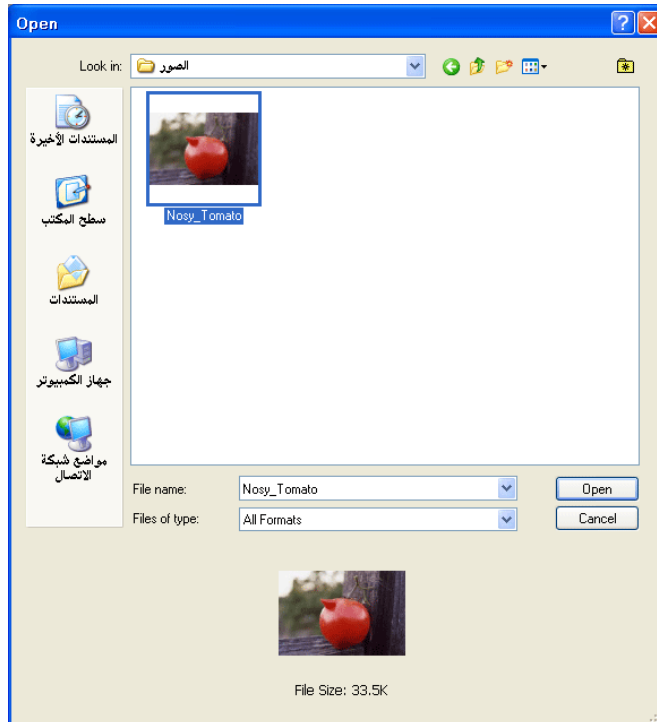 Open
Look in:
الصور
المستندات الأخيرة
سطح المكتب
المستندات
جهاز الكمبيوتر
مواضع شبكة
الاتصال
Nosy_Tomato
File name:
Nosy_Tomato
Open
Files of type:
All Formats
Cancel
File Size: 33.5K